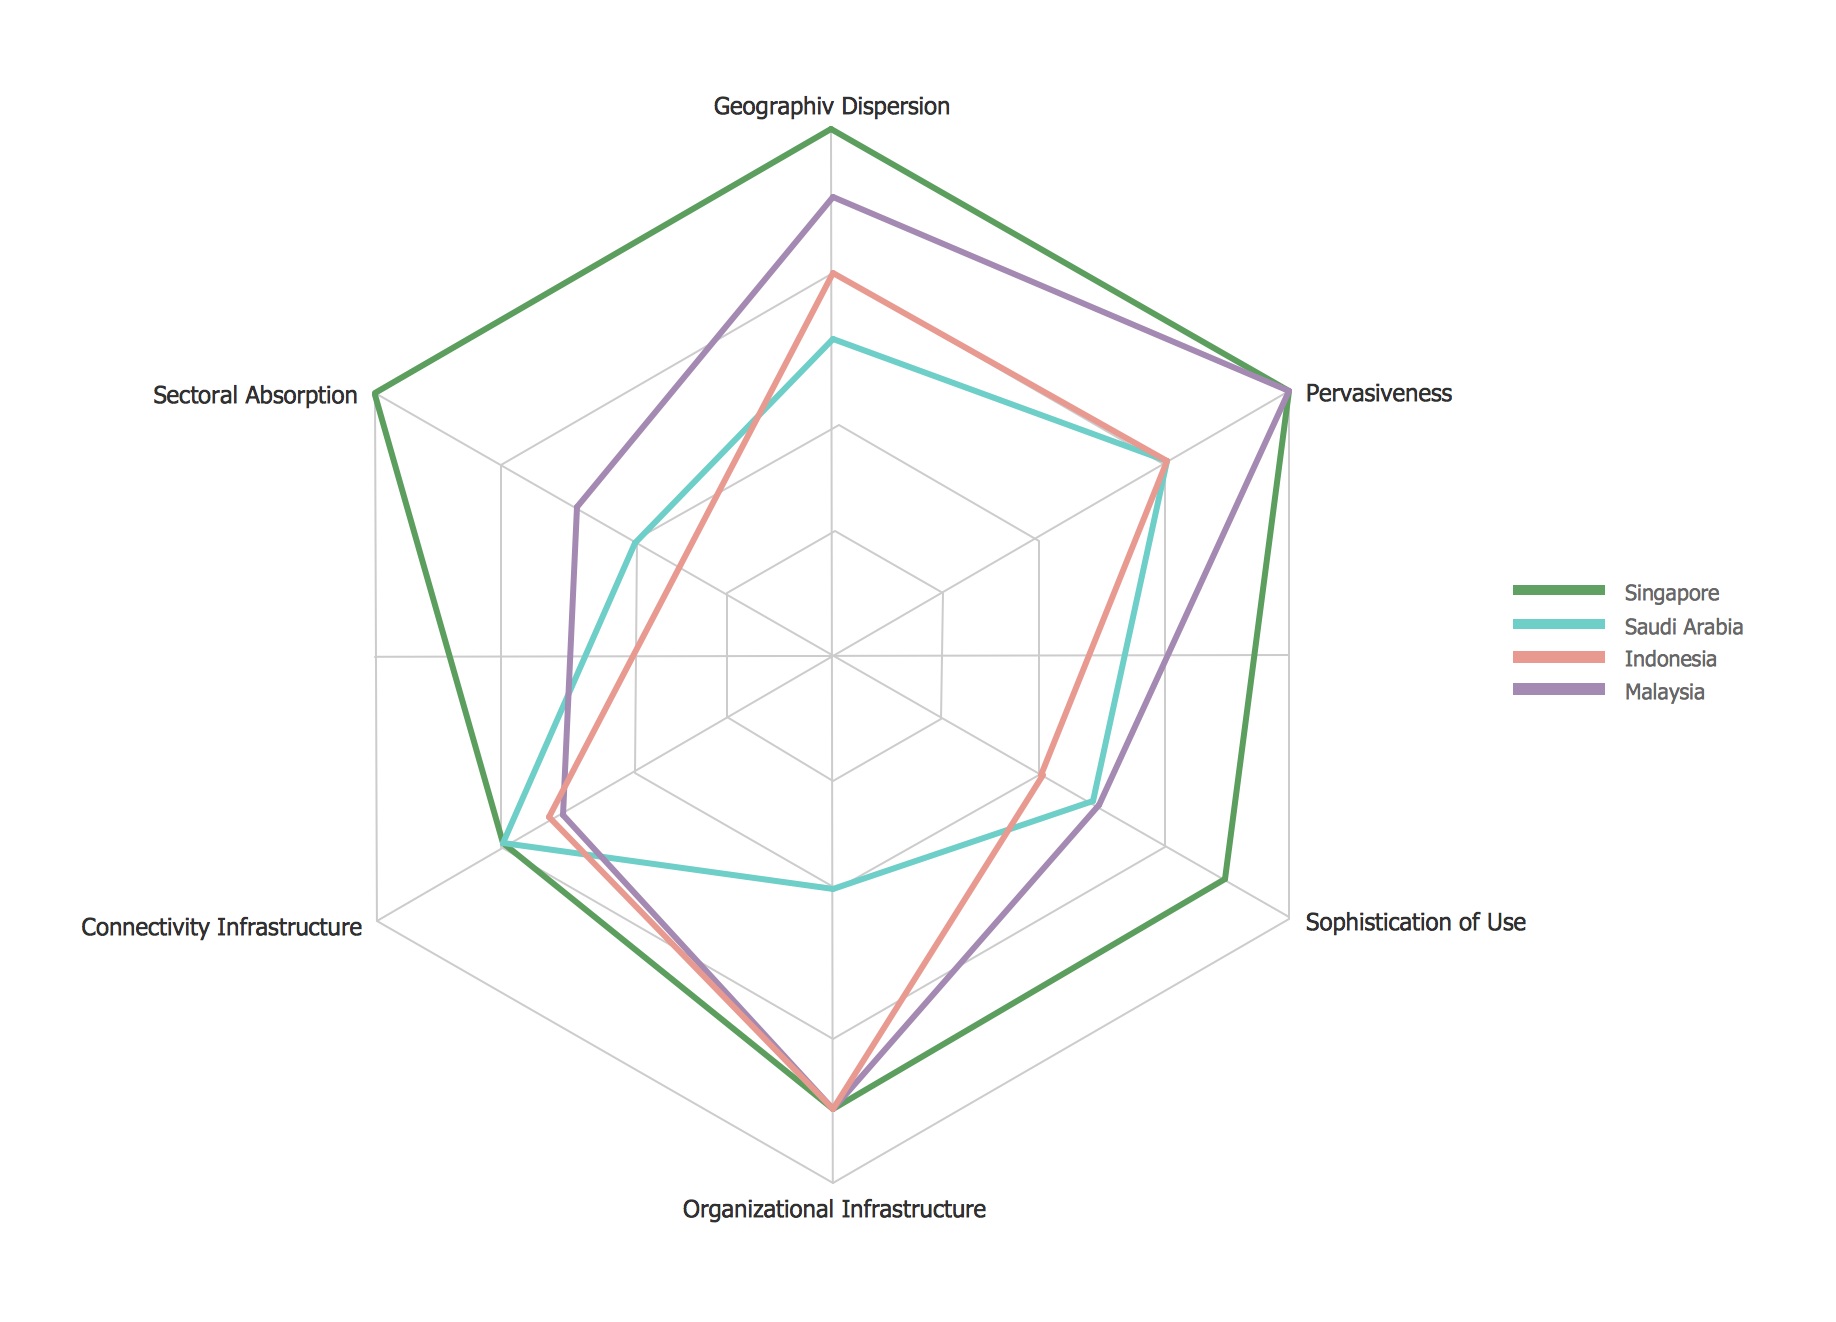 Geographiv Dispersion
Sectoral Absorption
Pervasiveness
Singapore
Saudi Arabia
Indonesia
Malaysia
Connectivity Infrastructure
Sophistication of Use
Organizational Infrastructure